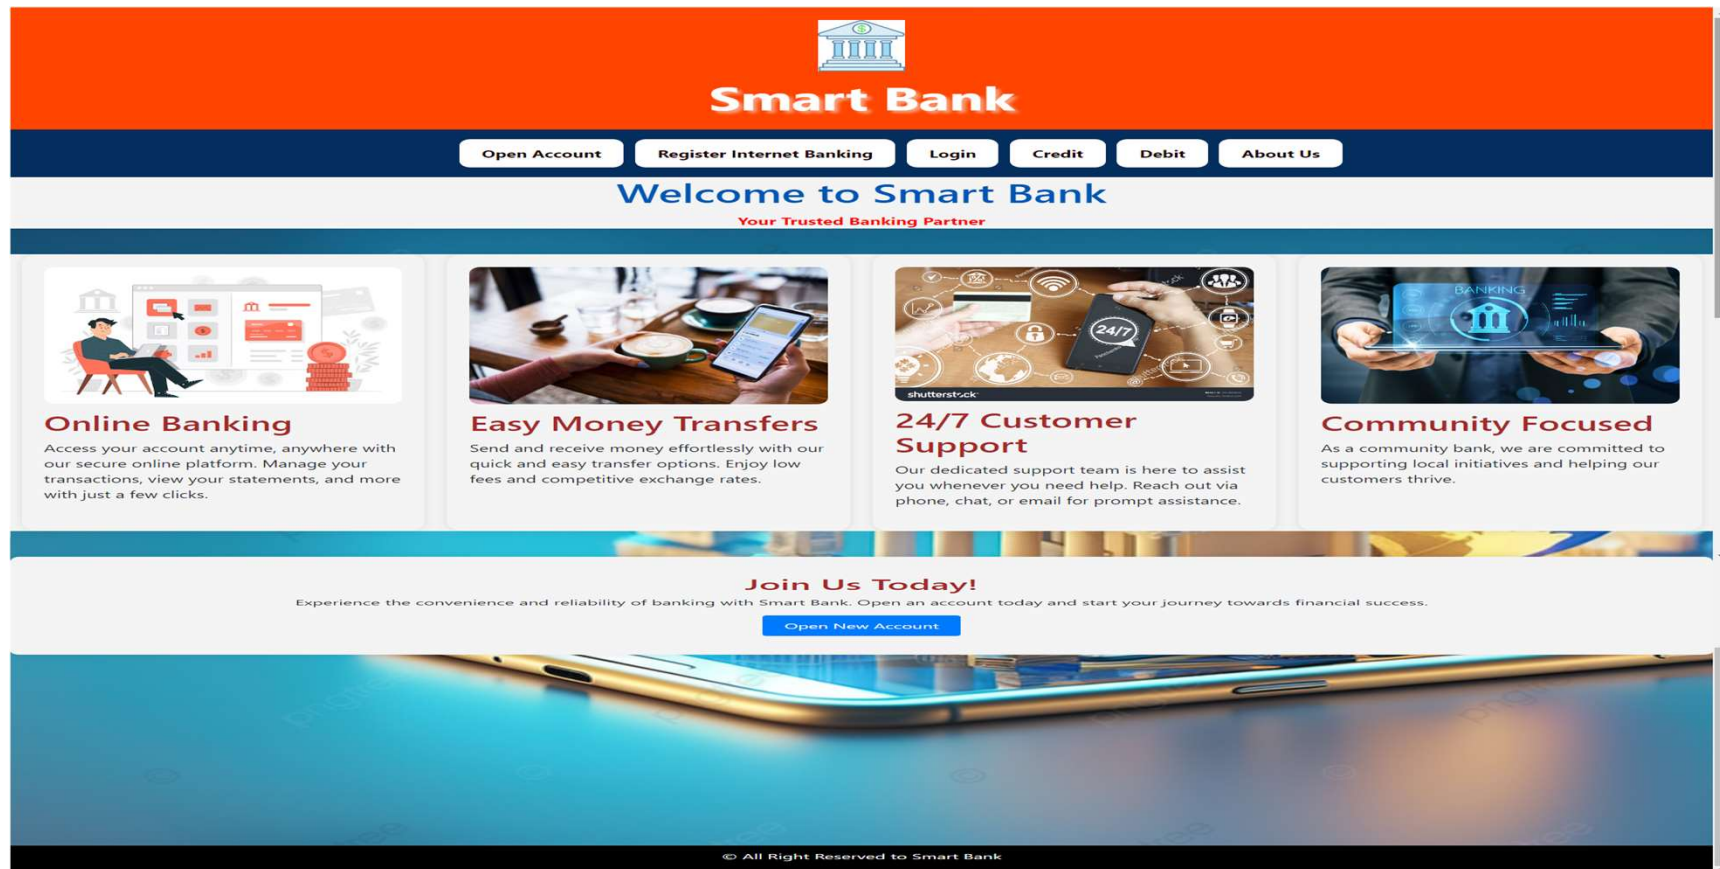 Smart Bank
Open Account
Register Internet Banking
Login
Credit
Debit
About Us
Welcome to Smart Bank
Your Trusted Banking Partner
Online Banking
Access your account anytime, anywhere with
our secure online platform. Manage your
transactions, view your statements, and more
with just a few clicks.
Easy Money Transfers
Send and receive money effortlessly with our
quick and easy transfer options. Enjoy low
fees and competitive exchange rates.
24/7
shutterstock
24/7 Customer
Support
Our dedicated support team is here to assist
you whenever you need help. Reach out via
phone, chat, or email for prompt assistance.
BANKING
Community Focused
As a community bank, we are committed to
supporting local initiatives and helping our
customers thrive.
Join Us Today!
Experience the convenience and reliability of banking with Smart Bank. Open an account today and start your journey towards financial success.
Open New Account
pngtree
© All Right Reserved to Smart Bank